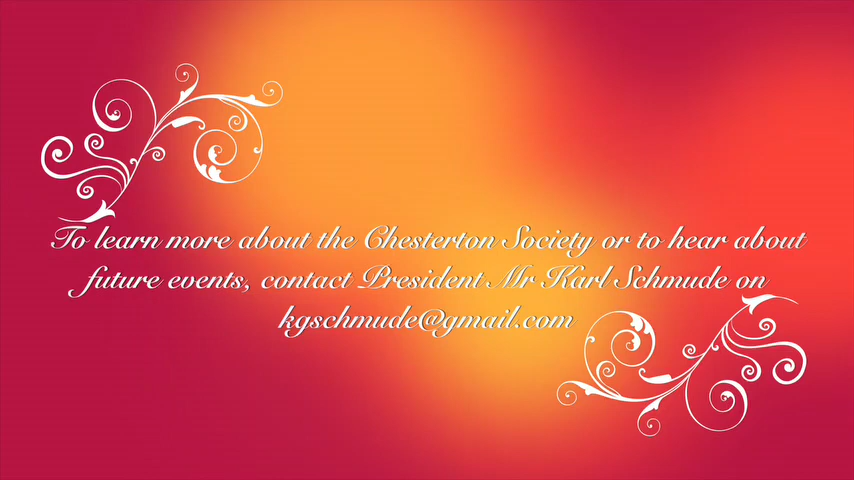 To learn more about the Chesterton Society or to hear about
future events, contact President Mr Karl Schmude on
kgschmude@gmail.com